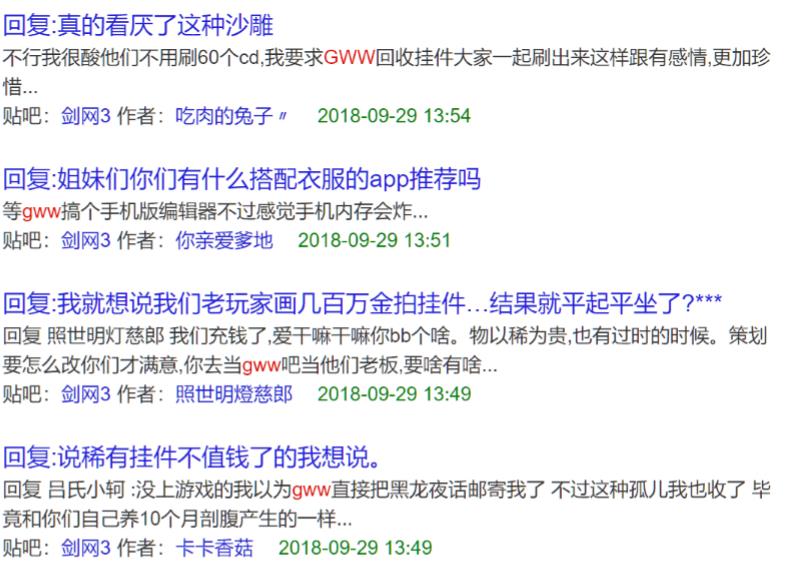 回复:真的看厌了这种沙雕
不行我很酸他们不用刷60个cd,我要求GWW回收挂件大家一起刷出来这样跟有感情,更加珍
惜...
贴吧：剑网3 作者：吃肉的兔子〃 2018-09-29 13:54
回复:姐妹们你们有什么搭配衣服的app推荐吗
等gww搞个手机版编辑器不过感觉手机内存会炸...
贴吧：剑网3 作者：你亲爱爹地 2018-09-29 13:51
回复:我就想说我们老玩家画几百万金拍挂件…结果就平起平坐了?***
回复 照世明灯慈郎 我们充钱了,爱干嘛干嘛你bb个啥。物以稀为贵,也有过时的时候。策划
要怎么改你们才满意,你去当gww吧当他们老板,要啥有啥...
贴吧：剑网3 作者：照世明燈慈郎 2018-09-29 13:49
回复:说稀有挂件不值钱了的我想说。
回复 吕氏小轲 :没上游戏的我以为gww直接把黑龙夜话邮寄我了 不过这种孤儿我也收了 毕
竟和你们自己养10个月剖腹产生的一样...
贴吧：剑网3 作者：卡卡香菇 2018-09-29 13:49